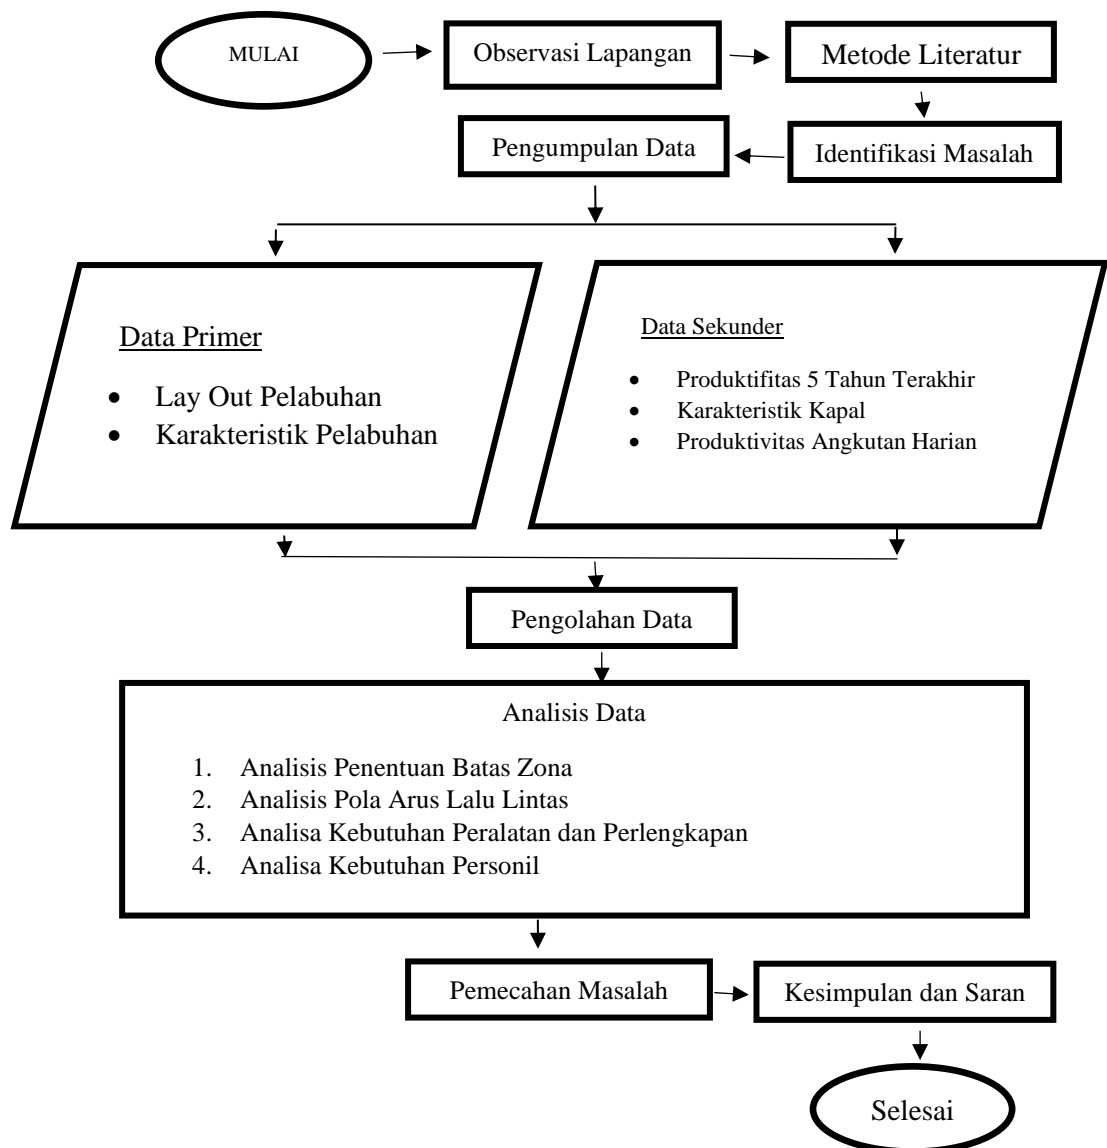 MULAI
Observasi Lapangan
Metode Literatur
Identifikasi Masalah
Pengumpulan Data
Data Primer
• Lay Out Pelabuhan
• Karakteristik Pelabuhan
Data Sekunder
• Produktifitas 5 Tahun Terakhir
• Karakteristik Kapal
• Produktivitas Angkutan Harian
Pengolahan Data
Analisis Data
1. Analisis Penentuan Batas Zona
2. Analisis Pola Arus Lalu Lintas
3. Analisa Kebutuhan Peralatan dan Perlengkapan
4. Analisa Kebutuhan Personil
Pemecahan Masalah
Kesimpulan dan Saran
Selesai